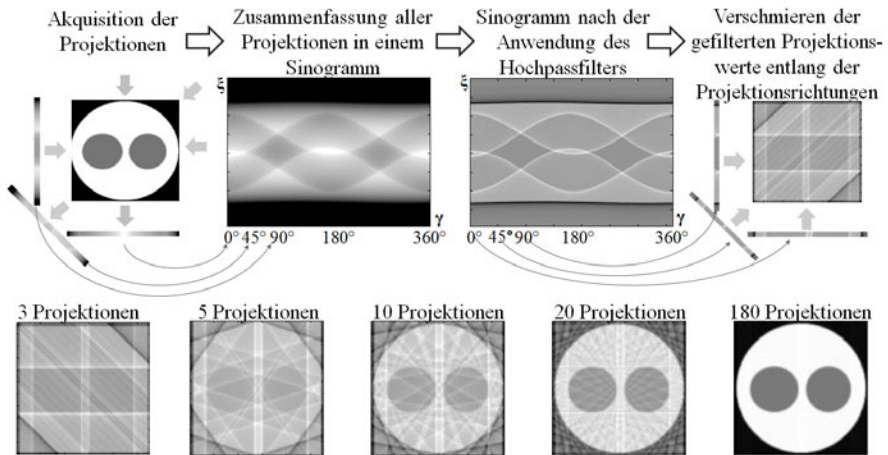 Akquisition der
Projektionen
Zusammenfassung aller
Projektionen in einem
Sinogramm
Sinogramm nach der
Anwendung des
Hochpassfilters
Verschmieren der
gefilterten Projektions-
werte entlang der
Projektionsrichtungen
ξ
γ
0° 45° 90° 180° 360°
ξ
γ
0° 45° 90° 180° 360°
3 Projektionen
5 Projektionen
10 Projektionen
20 Projektionen
180 Projektionen